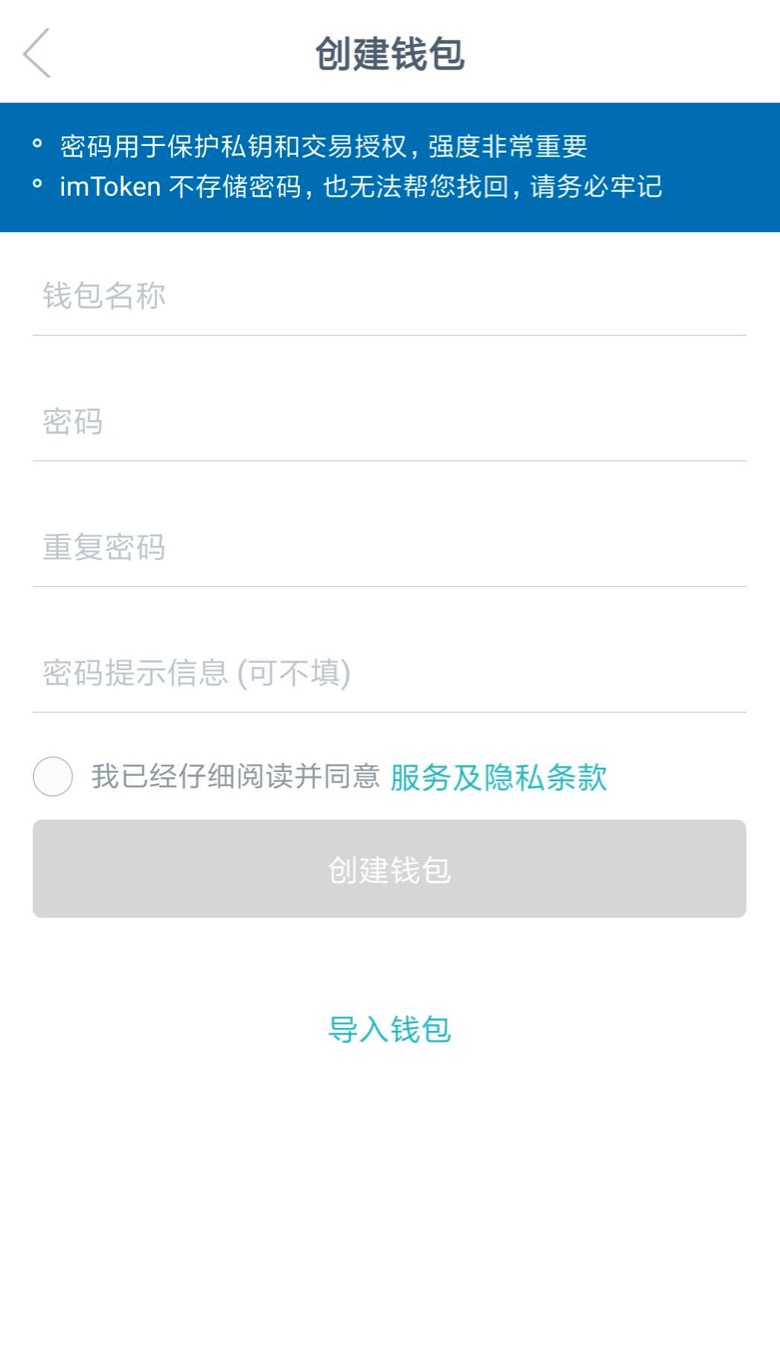 创建钱包
密码用于保护私钥和交易授权，强度非常重要
imToken 不存储密码，也无法帮您找回，请务必牢记
钱包名称
密码
重复密码
密码提示信息 (可不填)
我已经仔细阅读并同意 服务及隐私条款
创建钱包
导入钱包